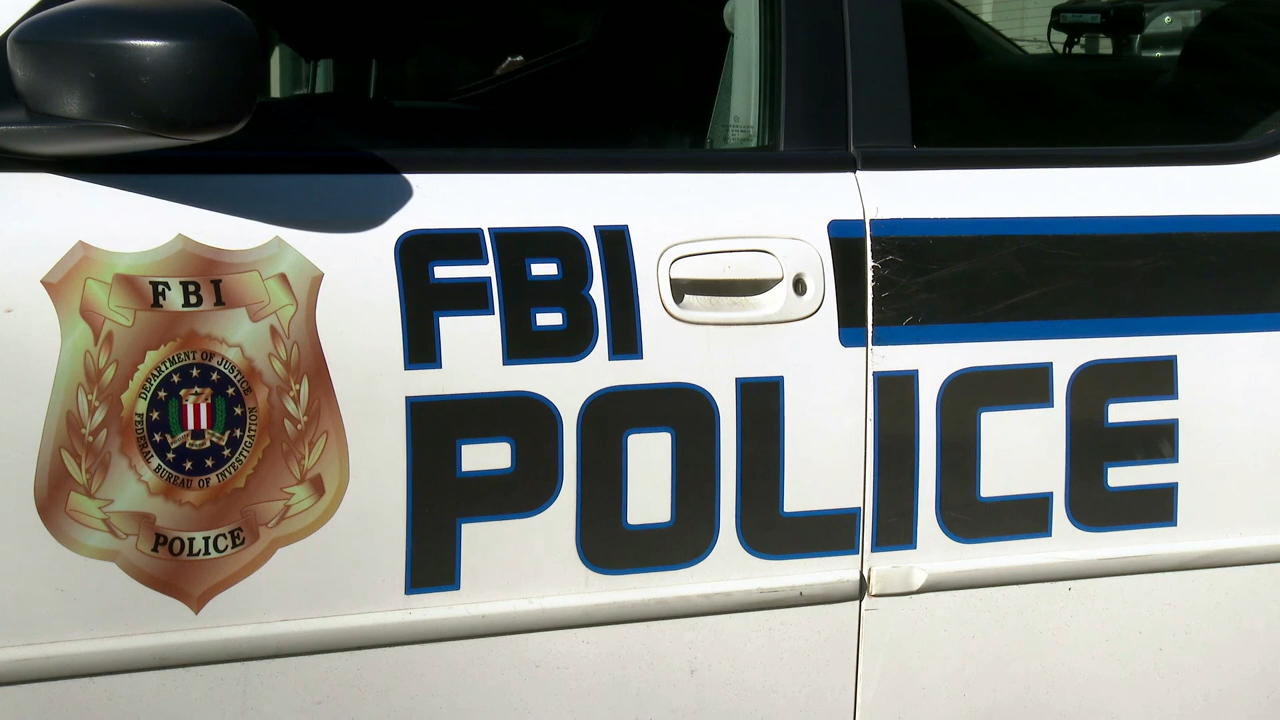 FBI
DEPARTMENT OF JUSTICE
FEDERAL BUREAU OF INVESTIGATION
POLICE
FBI
POLICE